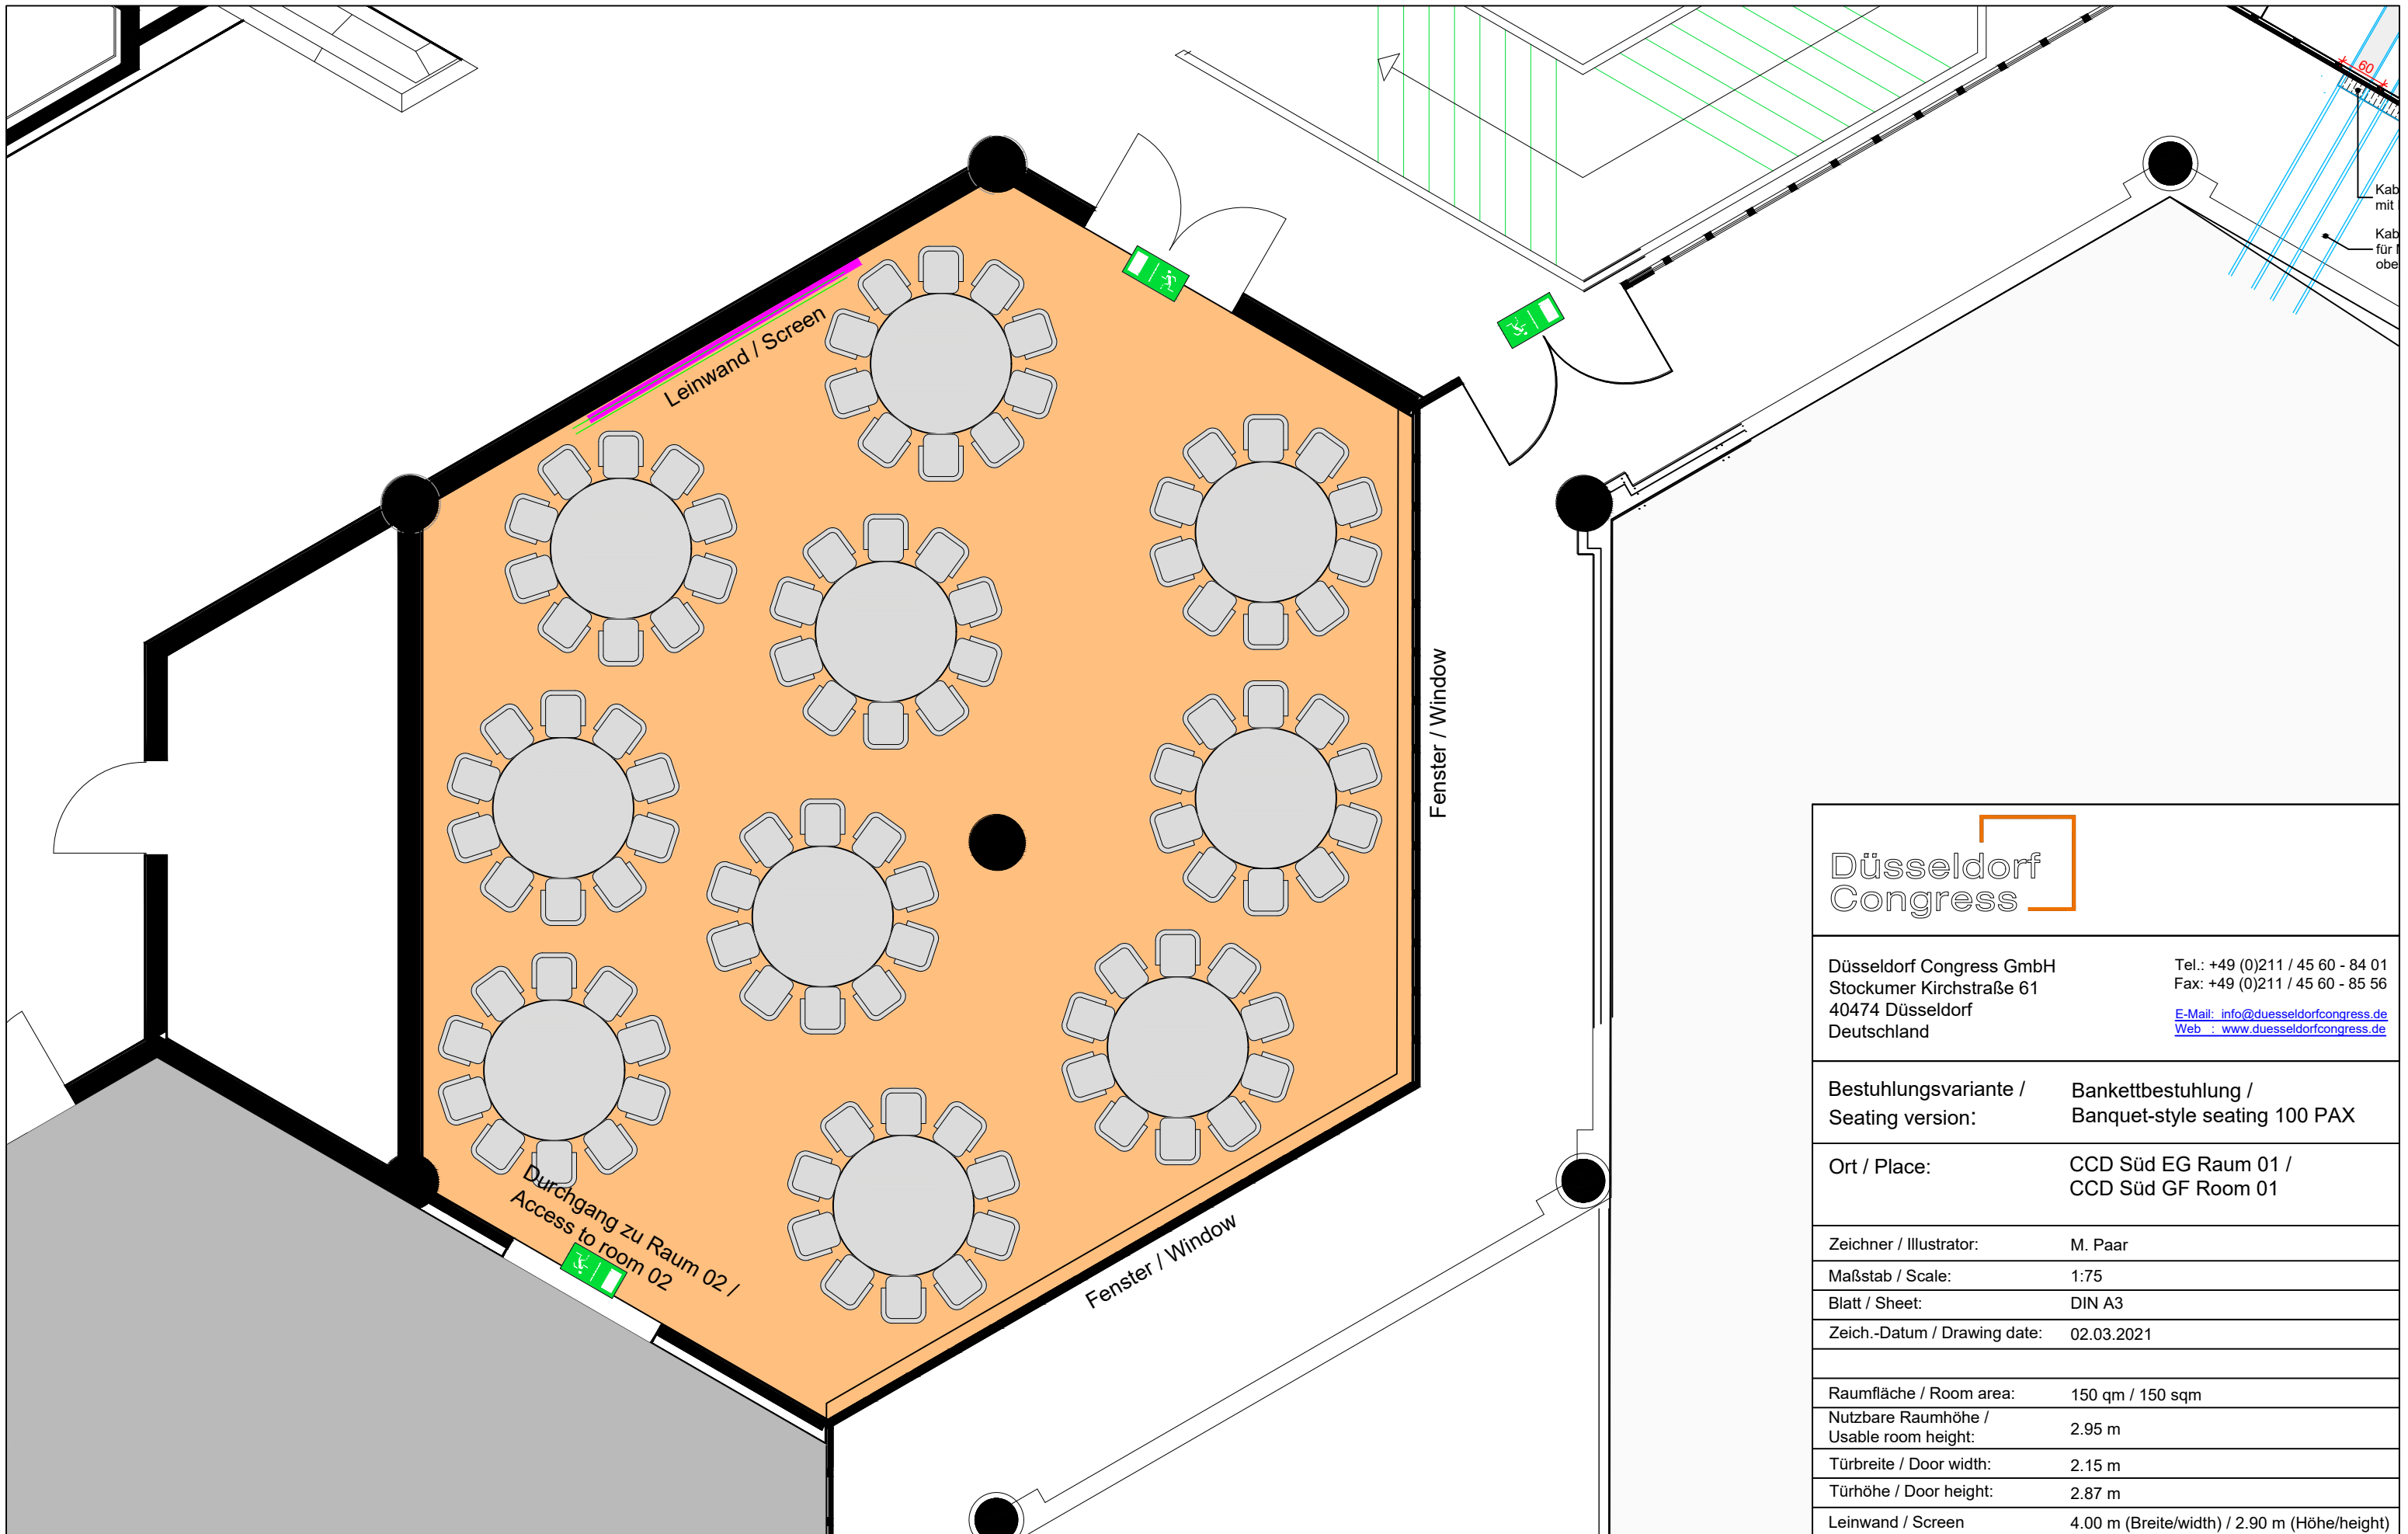 60
Kab
mit
Kab
für
obe
Leinwand / Screen
Fenster / Window
Fenster / Window
Durchgang zu Raum 02 /
Access to room 02
Düsseldorf
Congress
Düsseldorf Congress GmbH
Stockumer Kirchstraße 61
40474 Düsseldorf
Deutschland
Tel.: +49 (0)211 / 45 60 - 84 01
Fax: +49 (0)211 / 45 60 - 85 56
E-Mail: info@duesseldorfcongress.de
Web : www.duesseldorfcongress.de
Bestuhlungsvariante /
Seating version:
Bankettbestuhlung /
Banquet-style seating 100 PAX
Ort / Place:
CCD Süd EG Raum 01 /
CCD Süd GF Room 01
Zeichner / Illustrator: M. Paar
Maßstab / Scale: 1:75
Blatt / Sheet: DIN A3
Zeich.-Datum / Drawing date: 02.03.2021
Raumfläche / Room area: 150 qm / 150 sqm
Nutzbare Raumhöhe /
Usable room height: 2.95 m
Türbreite / Door width: 2.15 m
Türhöhe / Door height: 2.87 m
Leinwand / Screen 4.00 m (Breite/width) / 2.90 m (Höhe/height)